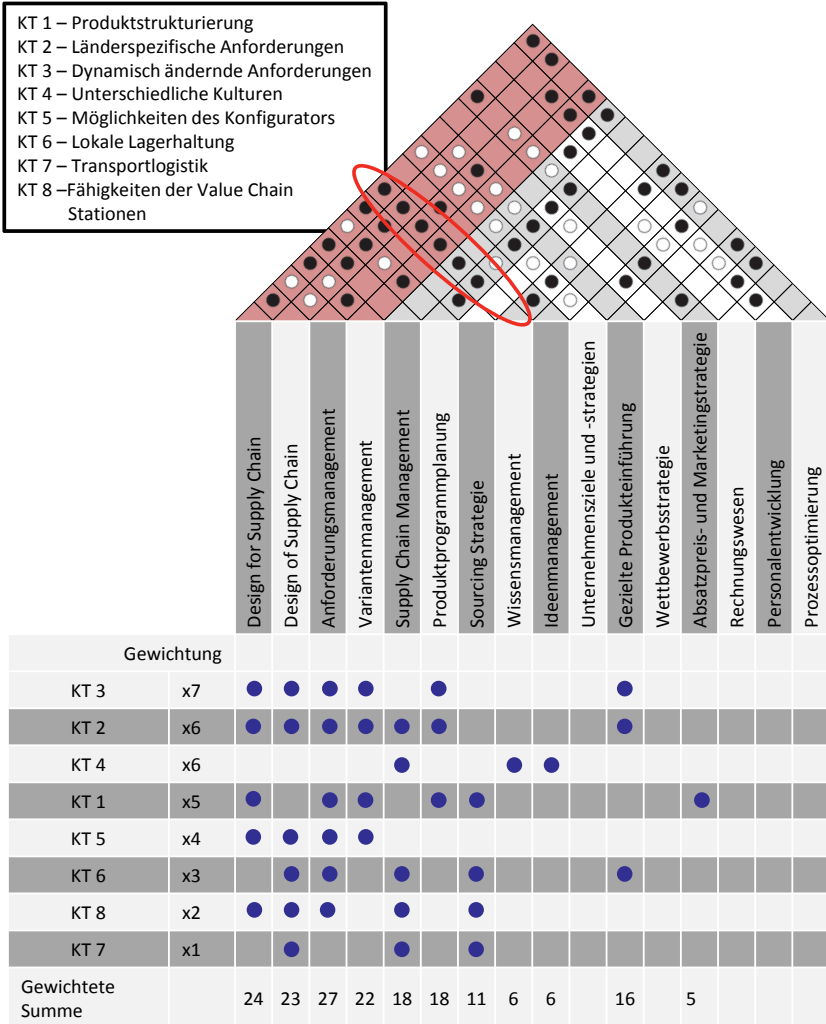 KT 1 – Produktstrukturierung
KT 2 – Länderspezifische Anforderungen
KT 3 – Dynamisch ändernde Anforderungen
KT 4 – Unterschiedliche Kulturen
KT 5 – Möglichkeiten des Konfigurators
KT 6 – Lokale Lagerhaltung
KT 7 – Transportlogistik
KT 8 –Fähigkeiten der Value Chain
Stationen
Design for Supply Chain
Design of Supply Chain
Anforderungsmanagement
Variantenmanagement
Supply Chain Management
Produktprogrammplanung
Sourcing Strategie
Wissensmanagement
Ideenmanagement
Unternehmensziele und -strategien
Gezielte Produkteinführung
Wettbewerbsstrategie
Absatzpreis- und Marketingstrategie
Rechnungswesen
Personalentwicklung
Prozessoptimierung
Gewichtung
KT 3 x7
KT 2 x6
KT 4 x6
KT 1 x5
KT 5 x4
KT 6 x3
KT 8 x2
KT 7 x1
Gewichtete
Summe
24 23 27 22 18 18 11 6 6 16 5